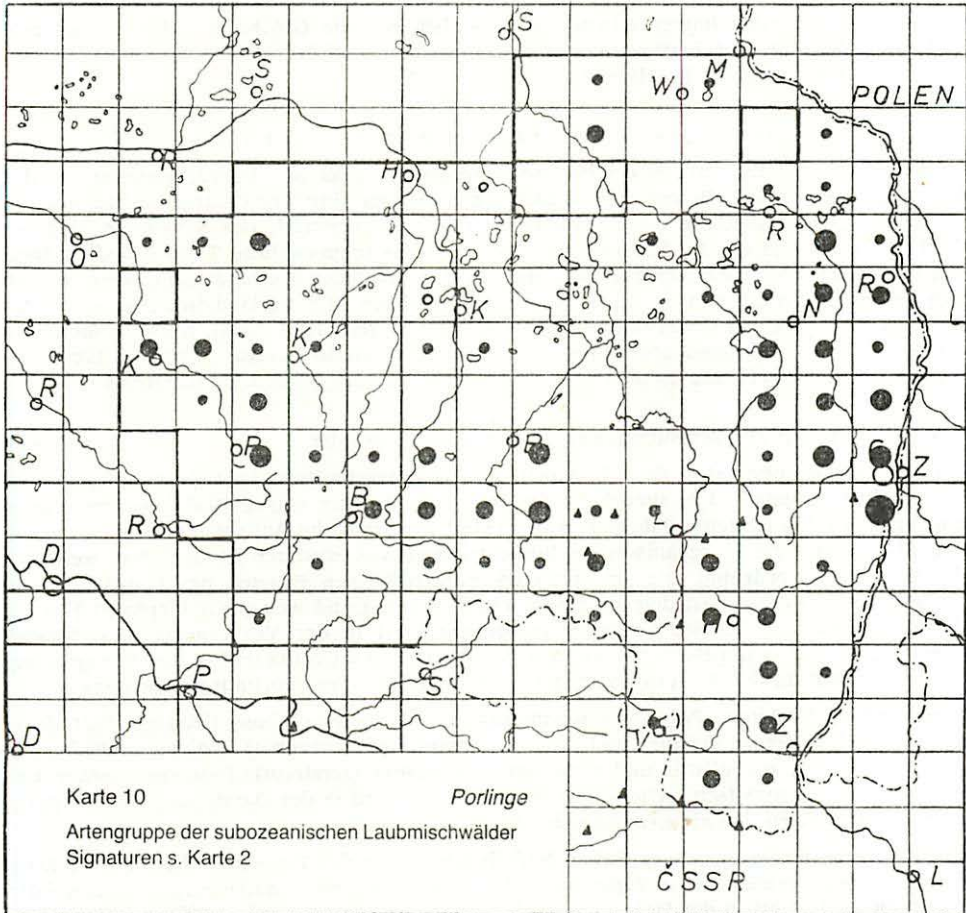 S
S
M
W
POLEN
R
H
R
O
R
K
N
K
K
R
P
B
G
Z
B
R
L
D
H
S
P
V
Z
D
Karte 10 Porlinge
Artengruppe der subozeanischen Laubmischwälder
Signaturen s. Karte 2
ČSSR
L